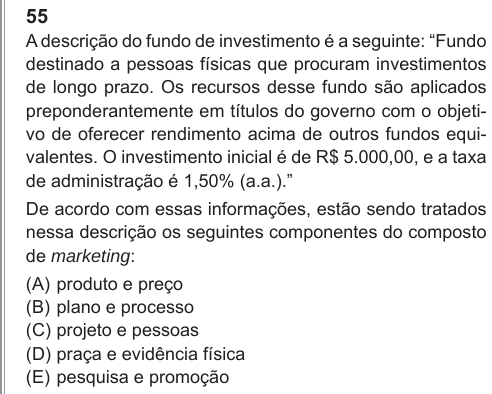 55
A descrição do fundo de investimento é a seguinte: “Fundo
destinado a pessoas físicas que procuram investimentos
de longo prazo. Os recursos desse fundo são aplicados
preponderantemente em títulos do governo com o objeti-
vo de oferecer rendimento acima de outros fundos equi-
valentes. O investimento inicial é de R$ 5.000,00, e a taxa
de administração é 1,50% (a.a.).”
De acordo com essas informações, estão sendo tratados
nessa descrição os seguintes componentes do composto
de marketing:
(A) produto e preço
(B) plano e processo
(C) projeto e pessoas
(D) praça e evidência física
(E) pesquisa e promoção